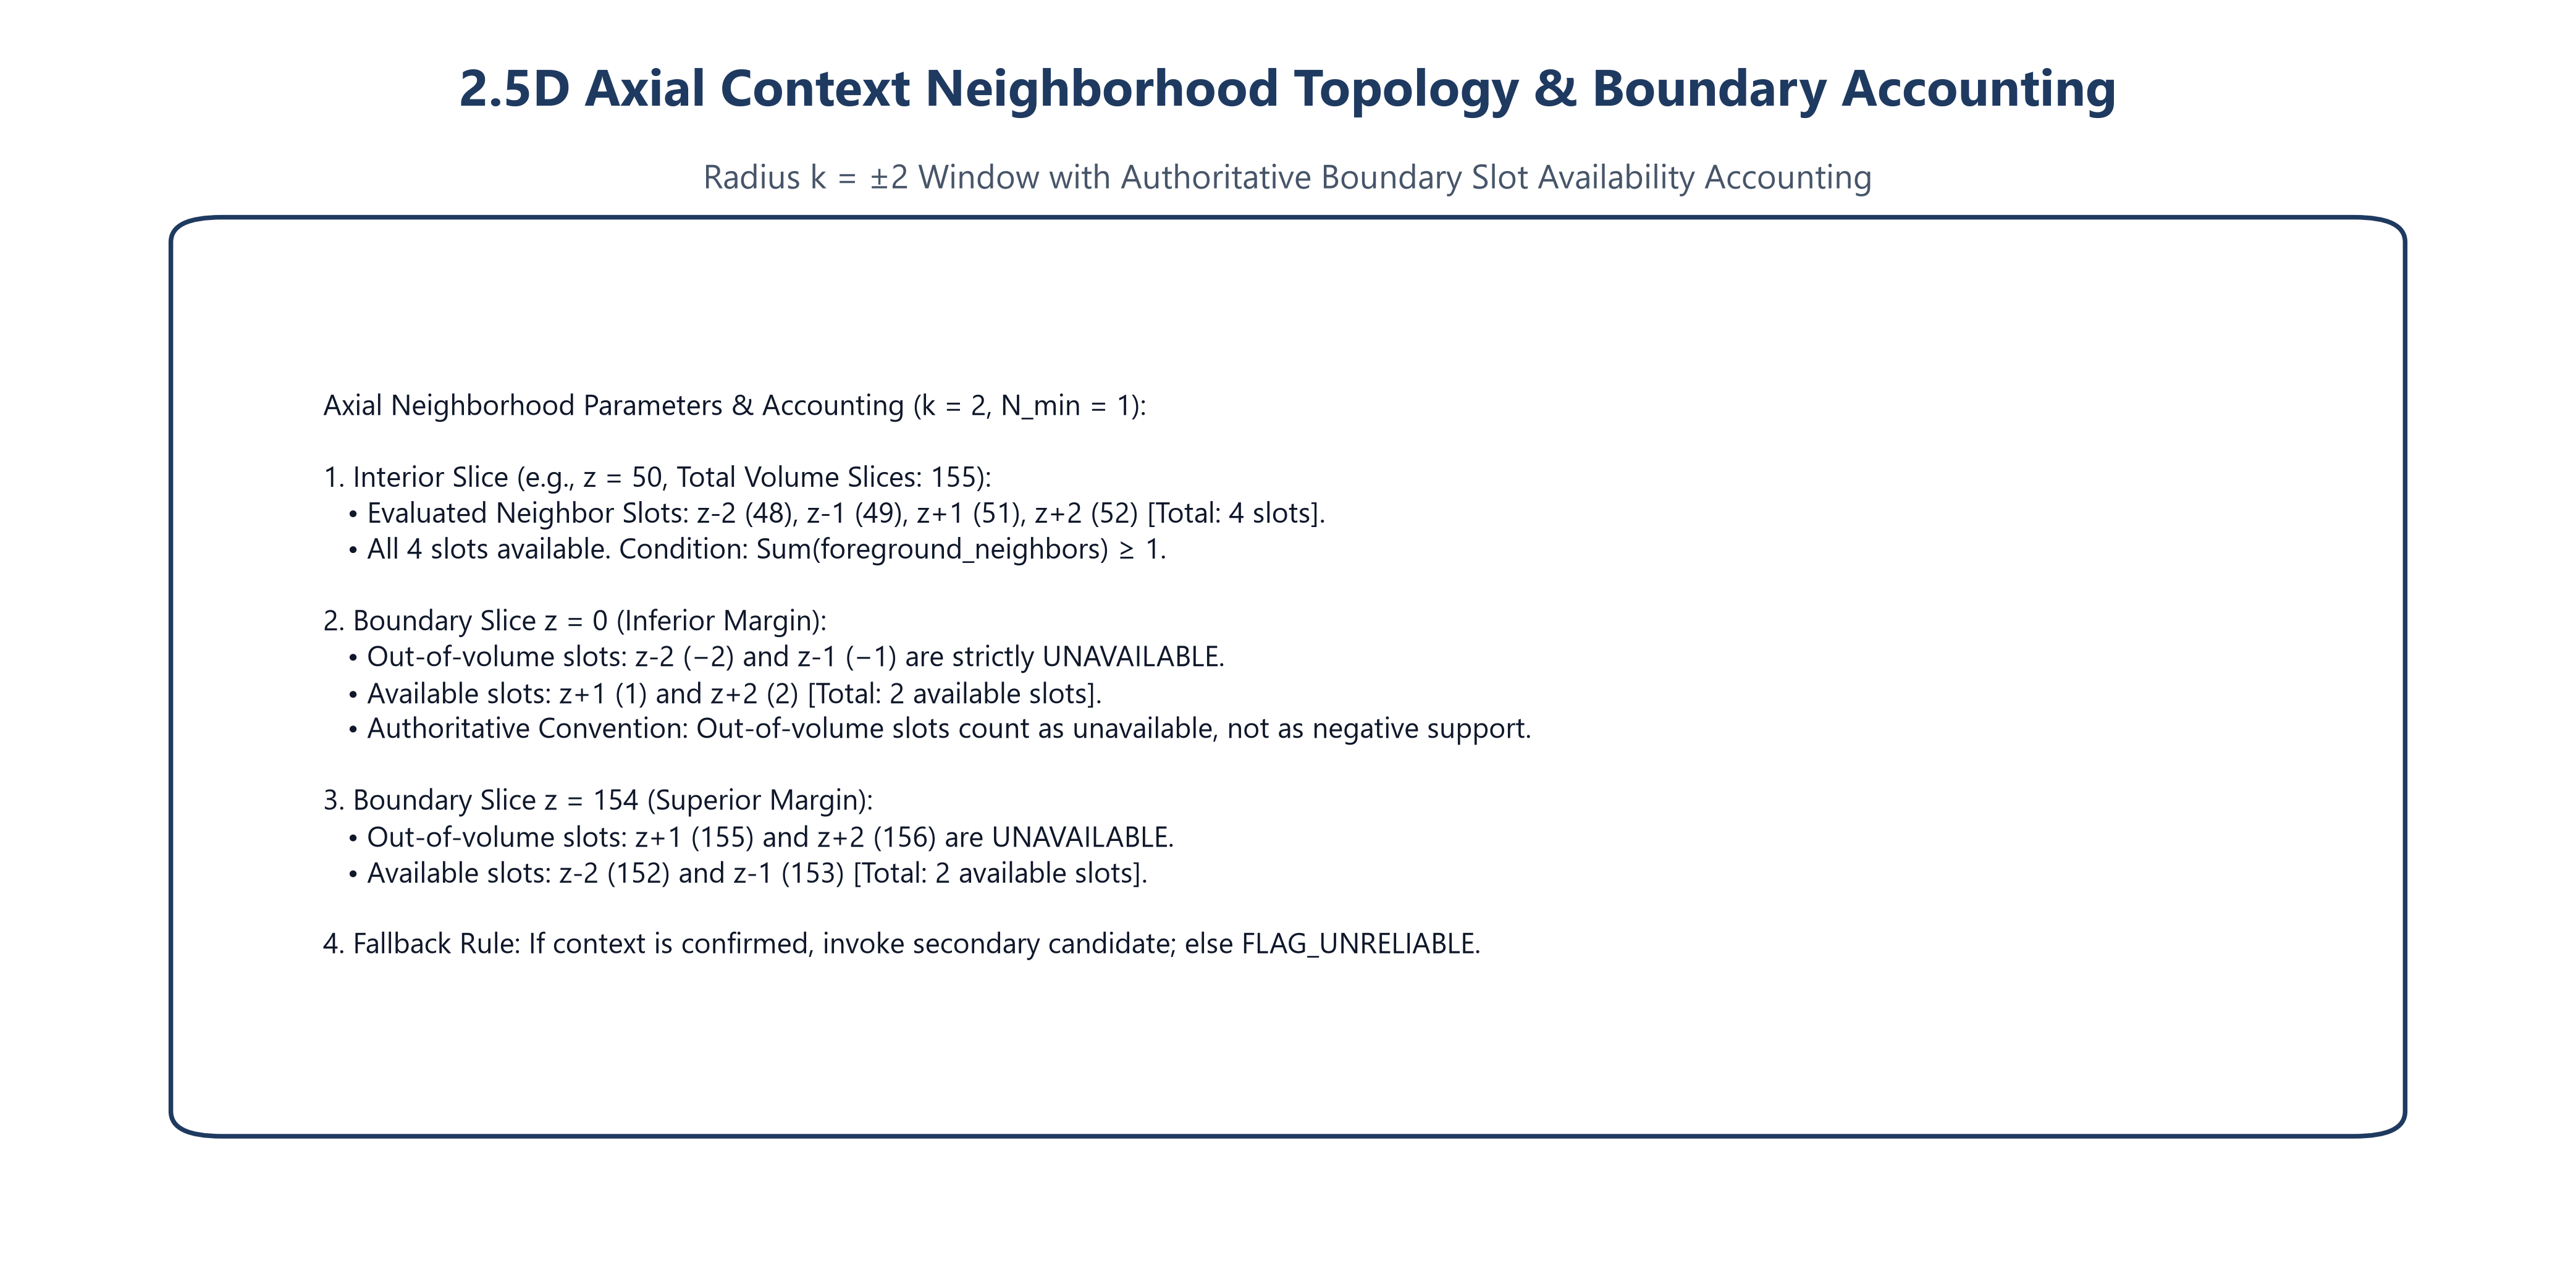 2.5D Axial Context Neighborhood Topology & Boundary Accounting
Radius k = ±2 Window with Authoritative Boundary Slot Availability Accounting
Axial Neighborhood Parameters & Accounting (k = 2, N_min = 1):
1. Interior Slice (e.g., z = 50, Total Volume Slices: 155):
• Evaluated Neighbor Slots: z-2 (48), z-1 (49), z+1 (51), z+2 (52) [Total: 4 slots].
• All 4 slots available. Condition: Sum(foreground_neighbors) ≥ 1.
2. Boundary Slice z = 0 (Inferior Margin):
• Out-of-volume slots: z-2 (−2) and z-1 (−1) are strictly UNAVAILABLE.
• Available slots: z+1 (1) and z+2 (2) [Total: 2 available slots].
• Authoritative Convention: Out-of-volume slots count as unavailable, not as negative support.
3. Boundary Slice z = 154 (Superior Margin):
• Out-of-volume slots: z+1 (155) and z+2 (156) are UNAVAILABLE.
• Available slots: z-2 (152) and z-1 (153) [Total: 2 available slots].
4. Fallback Rule: If context is confirmed, invoke secondary candidate; else FLAG_UNRELIABLE.